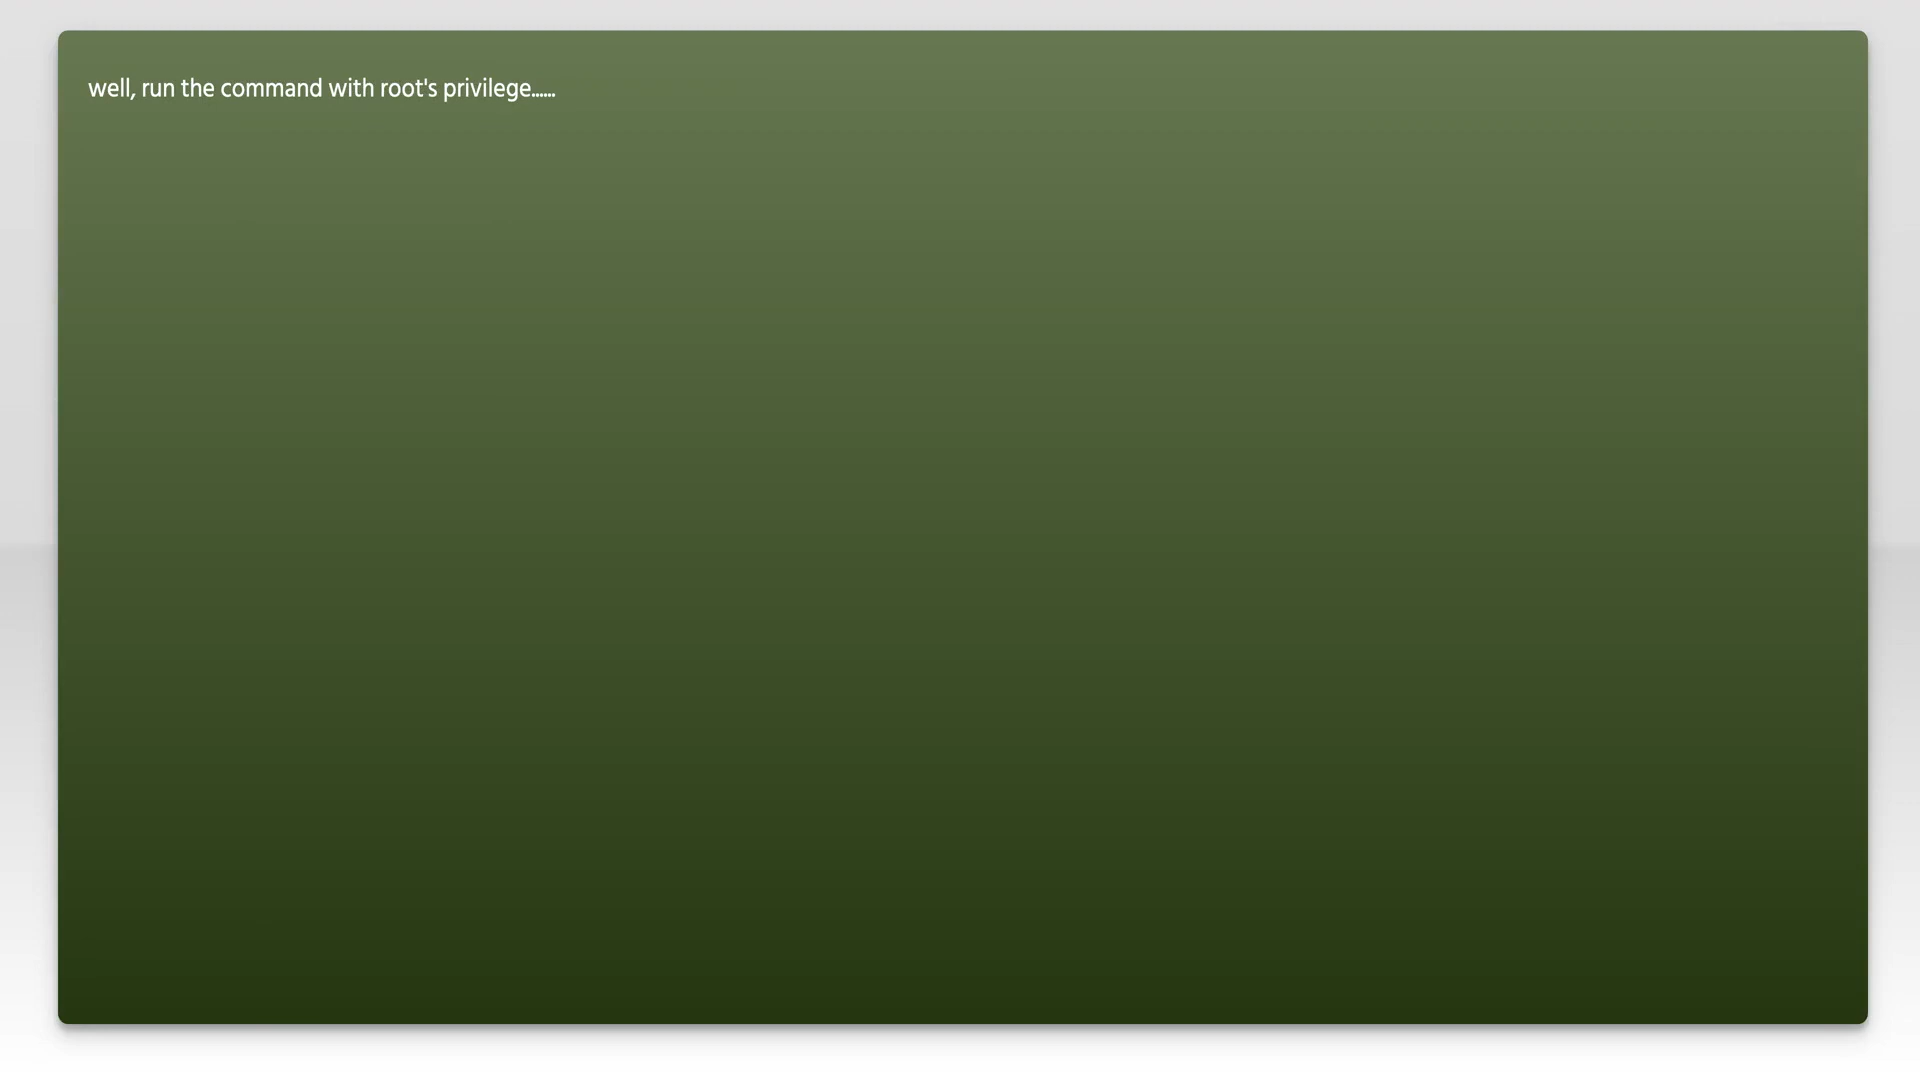 well, run the command with root's privilege......